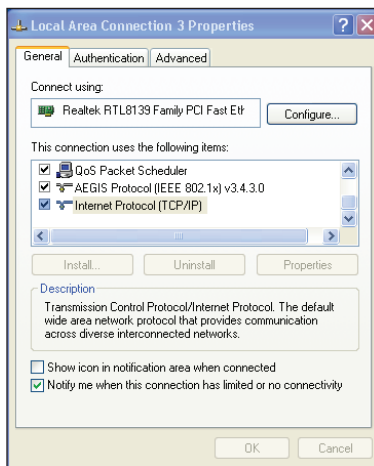 Local Area Connection 3 Properties
General Authentication Advanced
Connect using:
Realtek RTL8139 Family PCI Fast Eth
Configure...
This connection uses the following items:
QoS Packet Scheduler
AEGIS Protocol (IEEE 802.1x) v3.4.3.0
Internet Protocol (TCP/IP)
Install... Uninstall Properties
Description
Transmission Control Protocol/Internet Protocol. The default
wide area network protocol that provides communication
across diverse interconnected networks.
Show icon in notification area when connected
Notify me when this connection has limited or no connectivity
OK Cancel